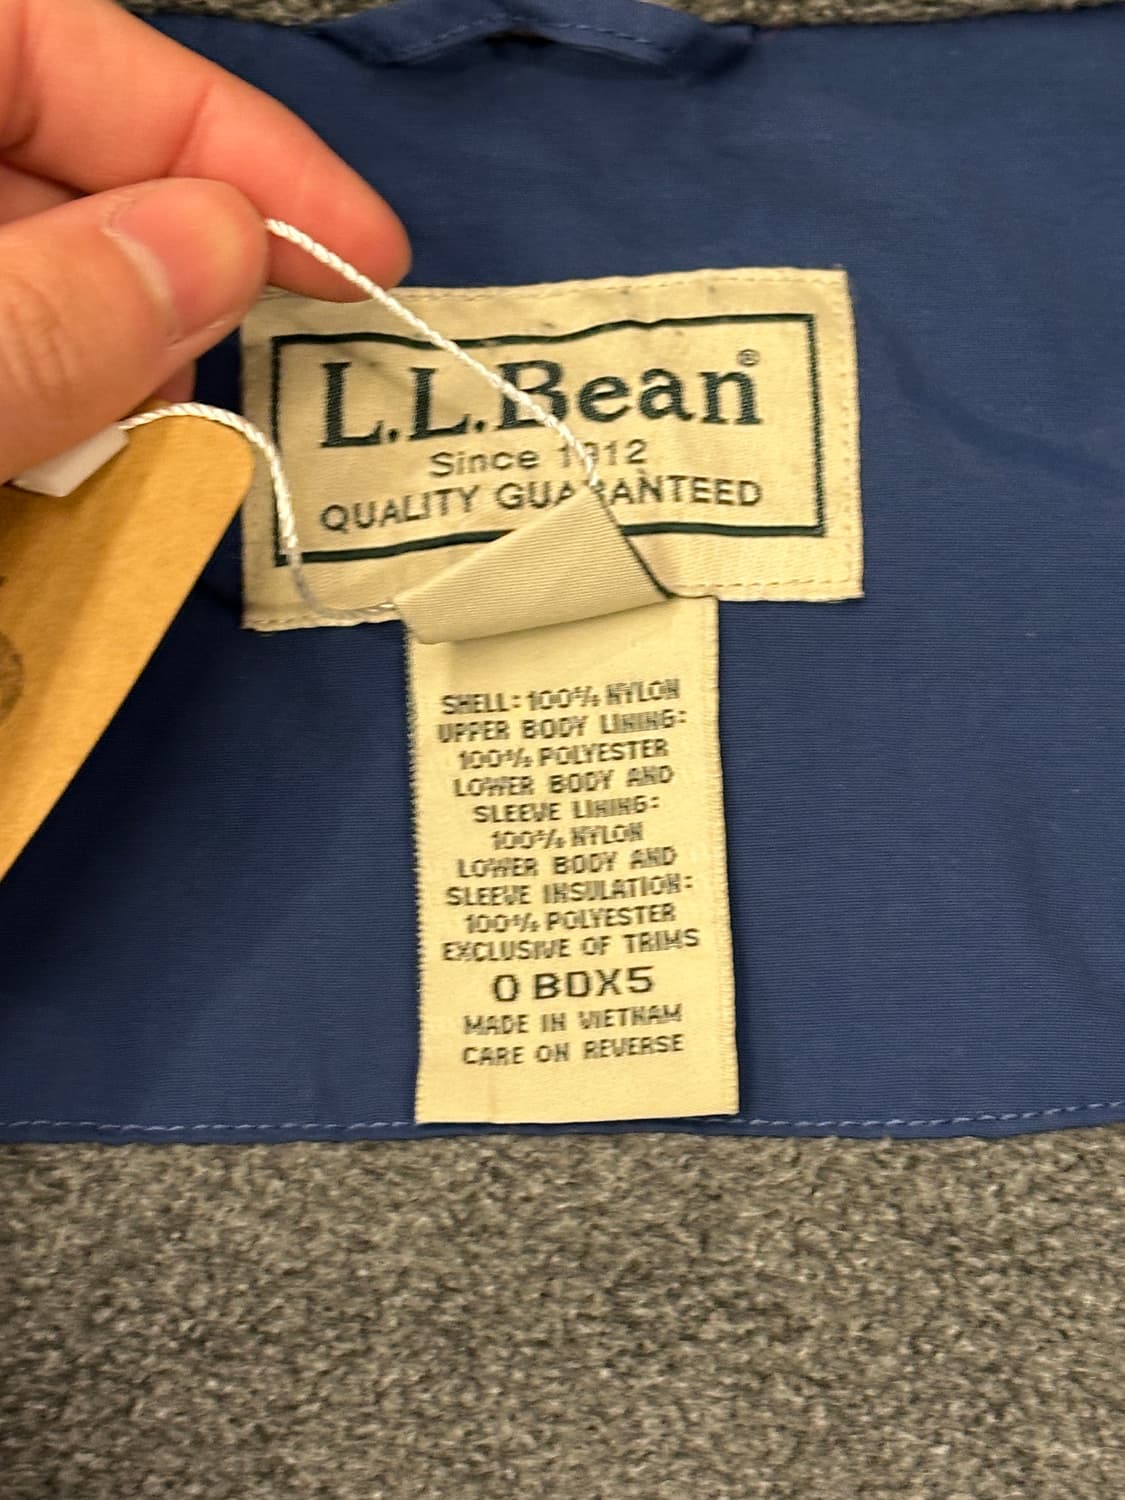 L.L.Bean®
Since 1912
QUALITY GUARANTEED
SHELL: 100% NYLON
UPPER BODY LINING:
100% POLYESTER
LOWER BODY AND
SLEEVE LINING:
100% NYLON
LOWER BODY AND
SLEEVE INSULATION:
100% POLYESTER
EXCLUSIVE OF TRIMS
0 BDX5
MADE IN VIETNAM
CARE ON REVERSE